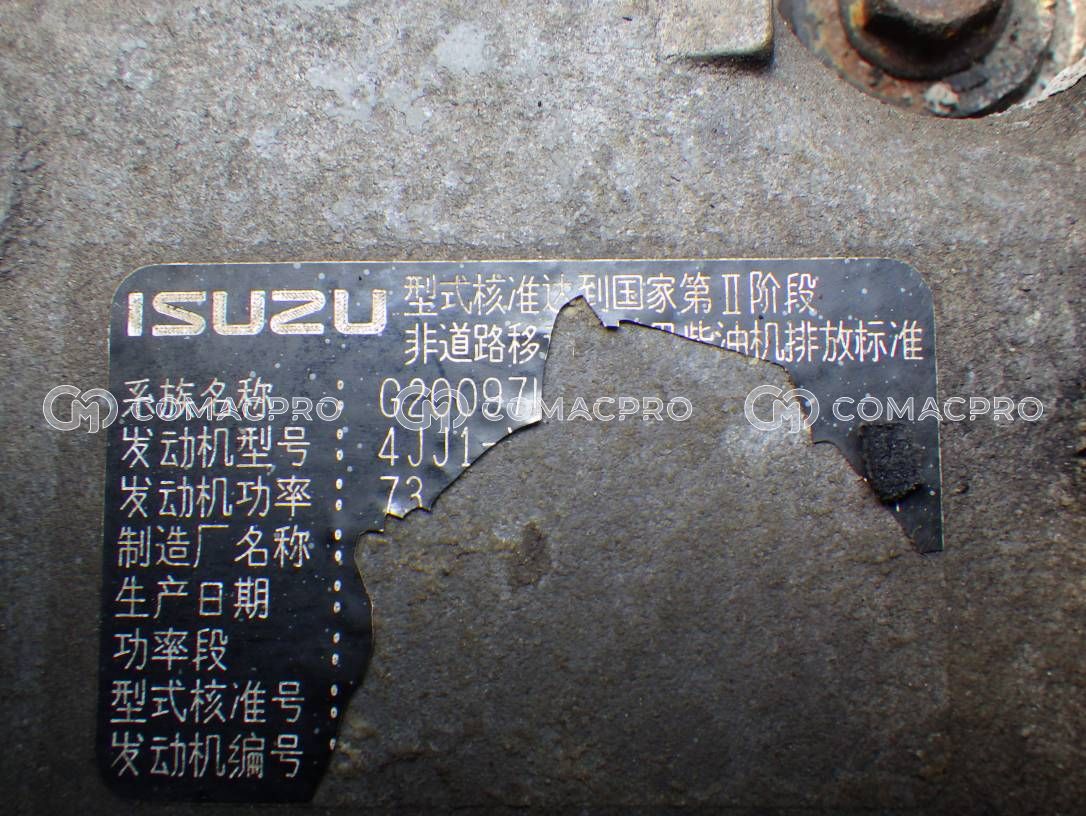 ISUZU 型式核准达到国家第Ⅱ阶段
非道路移 柴油机排放标准
系族名称 : G20097
COMACPRO COMACPRO COMACPRO
发动机型号 : 4JJ1-
发动机功率 : 73
制造厂名称 :
生产日期 :
功率段 :
型式核准号 :
发动机编号 :